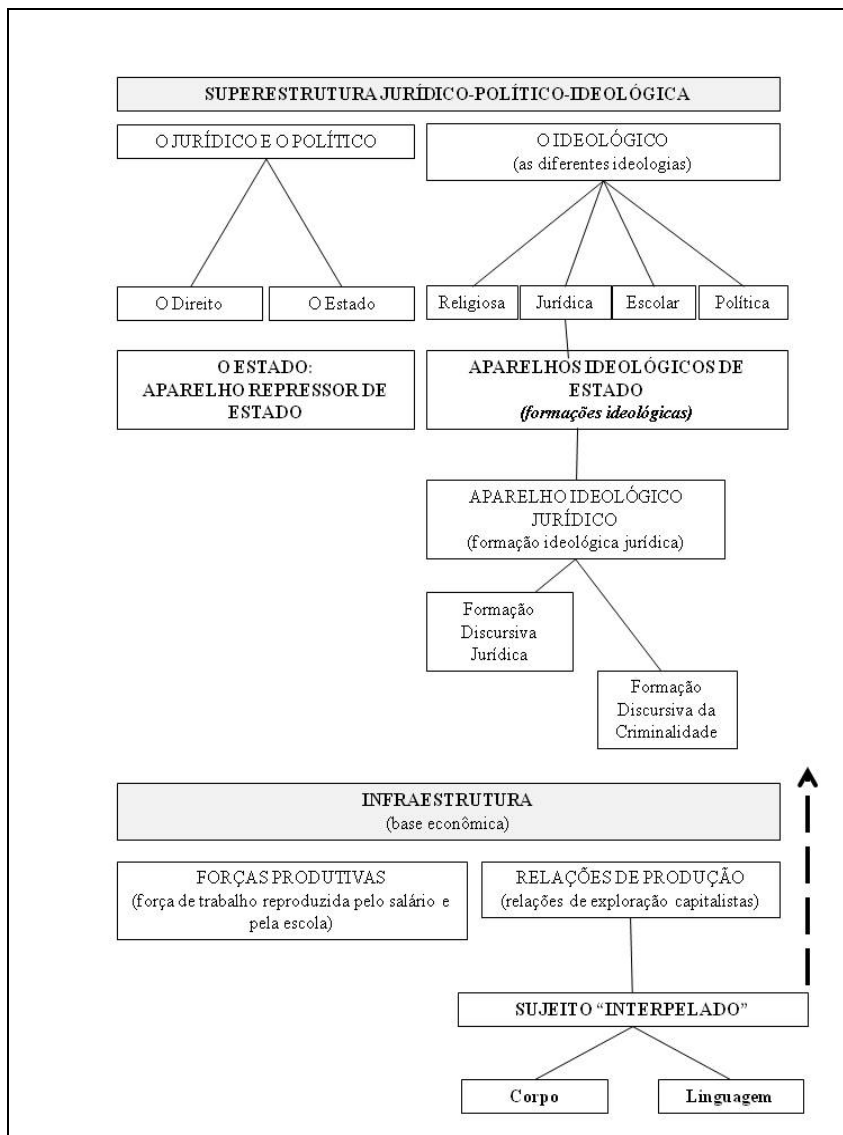 SUPERESTRUTURA JURÍDICO-POLÍTICO-IDEOLÓGICA
O JURÍDICO E O POLÍTICO
O IDEOLÓGICO
(as diferentes ideologias)
O Direito
O Estado
Religiosa
Jurídica
Escolar
Política
O ESTADO:
APARELHO REPRESSOR DE
ESTADO
APARELHOS IDEOLÓGICOS DE
ESTADO
(formações ideológicas)
APARELHO IDEOLÓGICO
JURÍDICO
(formação ideológica jurídica)
Formação
Discursiva
Jurídica
Formação
Discursiva da
Criminalidade
INFRAESTRUTURA
(base econômica)
FORÇAS PRODUTIVAS
(força de trabalho reproduzida pelo salário e
pela escola)
RELAÇÕES DE PRODUÇÃO
(relações de exploração capitalistas)
SUJEITO “INTERPELADO”
Corpo
Linguagem